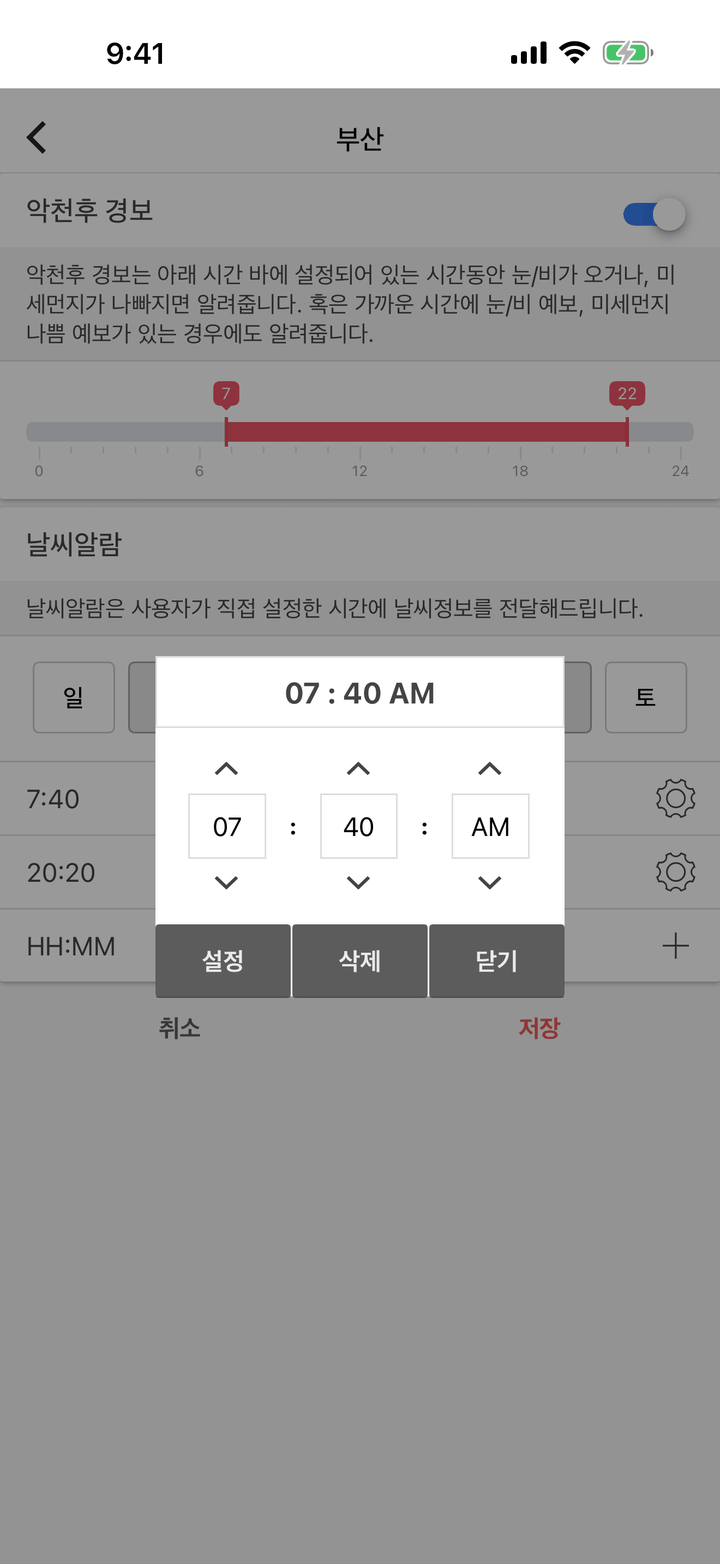 9:41
부산
악천후 경보
악천후 경보는 아래 시간 바에 설정되어 있는 시간동안 눈/비가 오거나, 미
세먼지가 나빠지면 알려줍니다. 혹은 가까운 시간에 눈/비 예보, 미세먼지
나쁨 예보가 있는 경우에도 알려줍니다.
7 22
0 6 12 18 24
날씨알람
날씨알람은 사용자가 직접 설정한 시간에 날씨정보를 전달해드립니다.
일 토
07 : 40 AM
7:40
07 : 40 : AM
20:20
HH:MM
설정 삭제 닫기
취소 저장